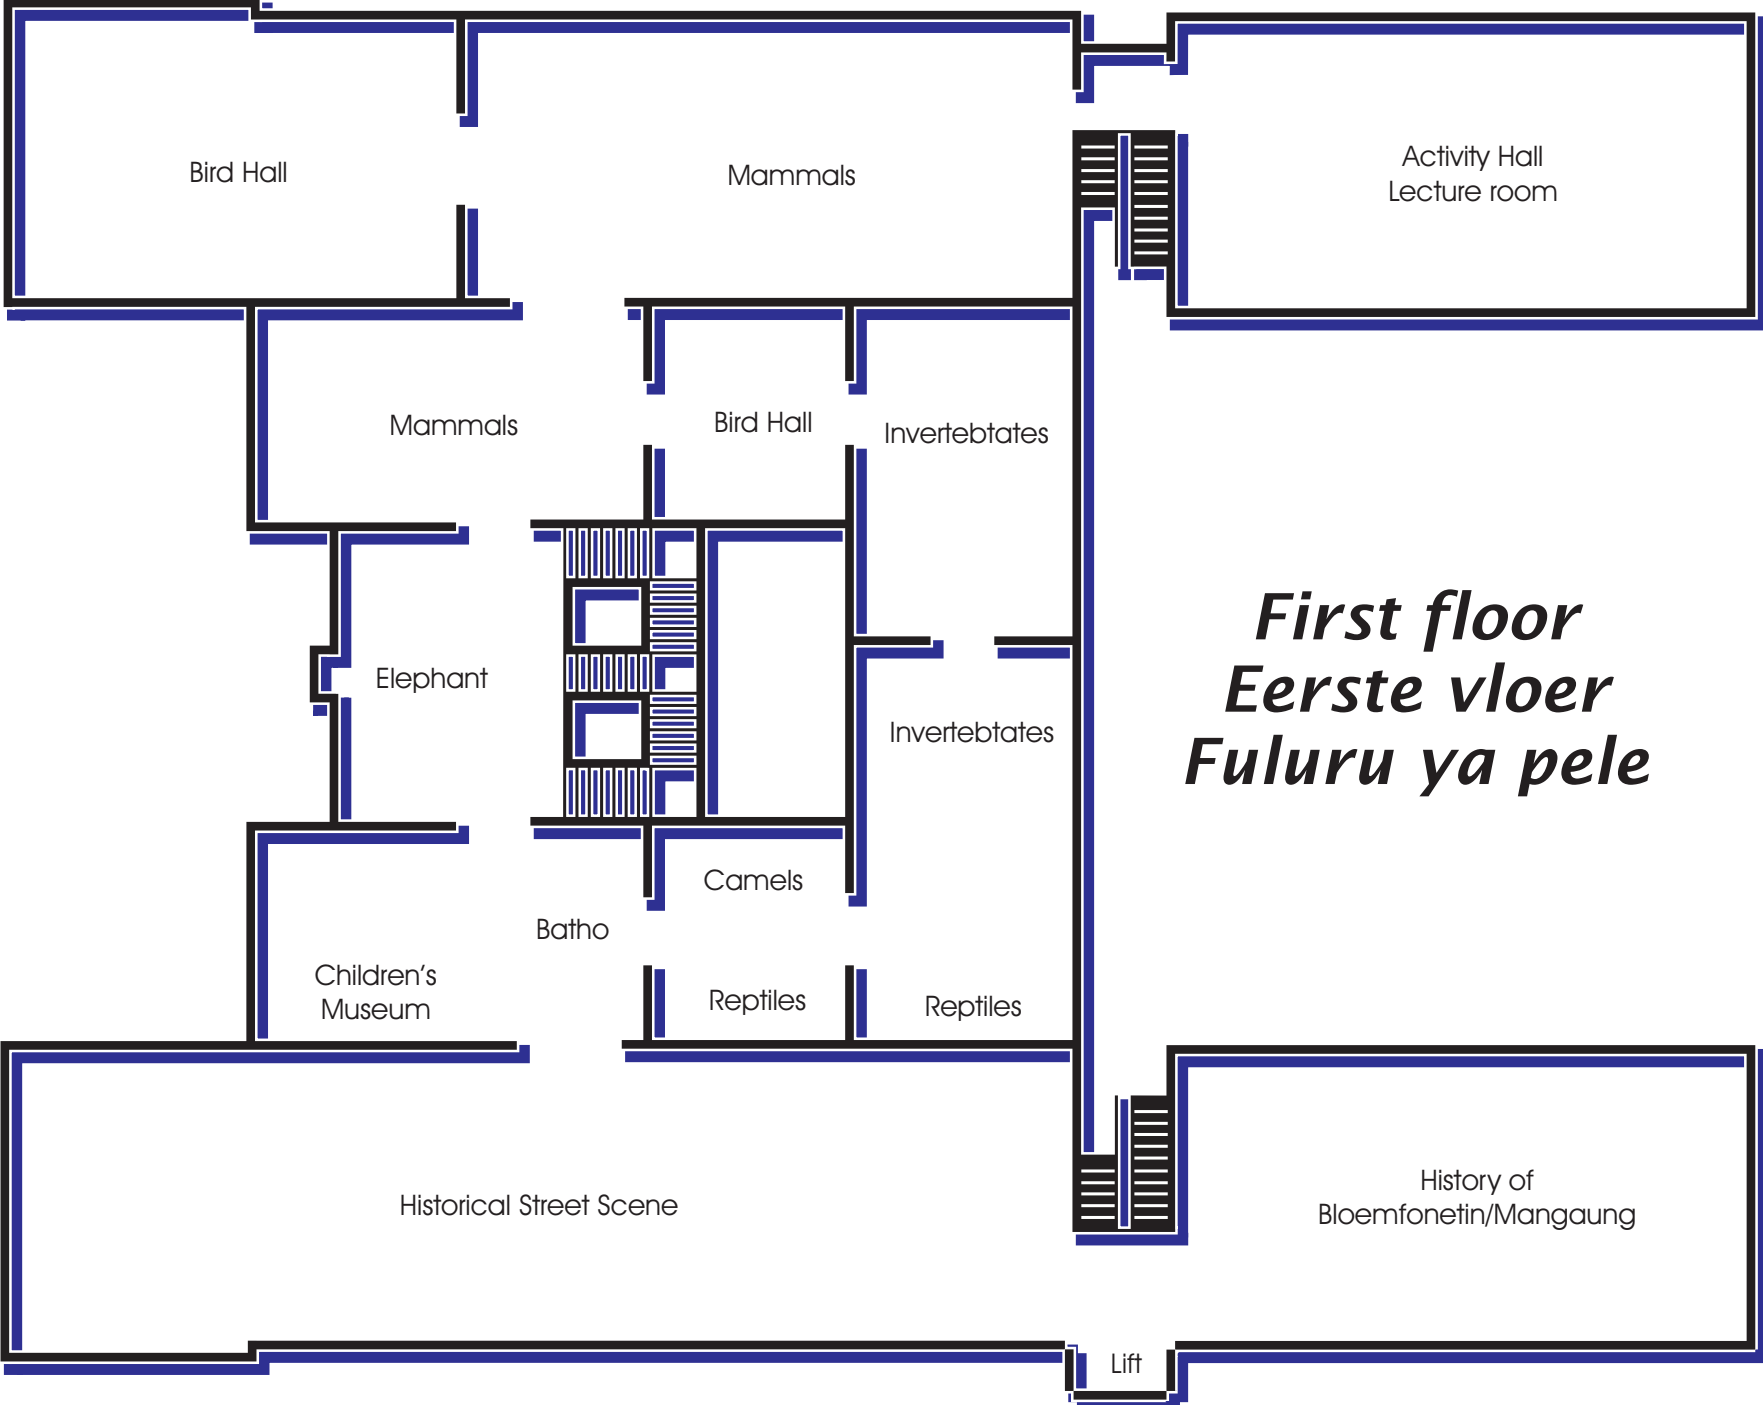 Bird Hall
Mammals
Activity Hall
Lecture room
Mammals
Bird Hall
Invertebtates
First floor
Eerste vloer
Fuluru ya pele
Elephant
Invertebtates
Camels
Batho
Children's
Museum
Reptiles
Reptiles
Historical Street Scene
History of
Bloemfonetin/Mangaung
Lift